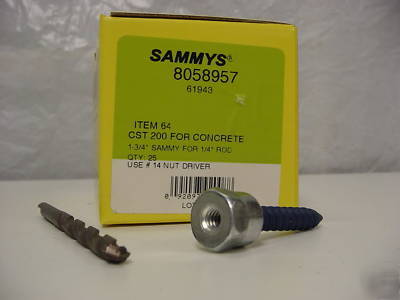 SAMMYS®
8058957
61943
ITEM 64
CST 200 FOR CONCRETE
1-3/4" SAMMY FOR 1/4" ROD
QTY: 25
USE # 14 NUT DRIVER